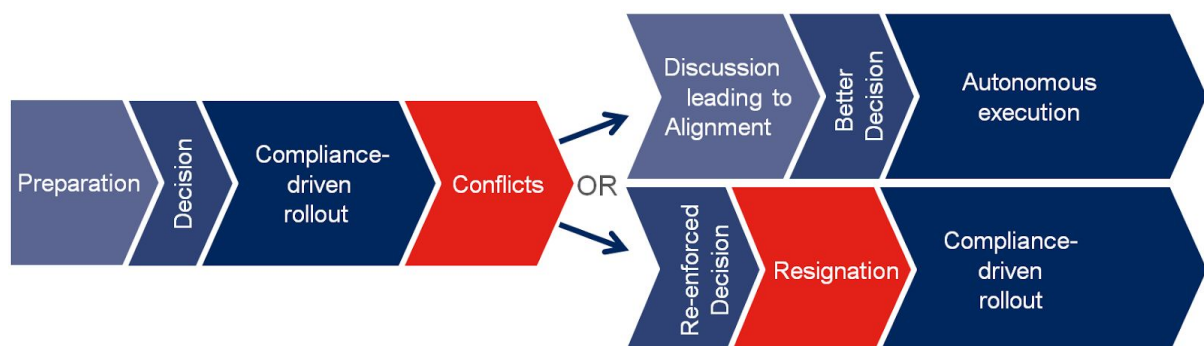 Preparation
Decision
Compliance-
driven
rollout
Conflicts
OR
Discussion
leading to
Alignment
Better
Decision
Autonomous
execution
Re-enforced
Decision
Resignation
Compliance-
driven
rollout